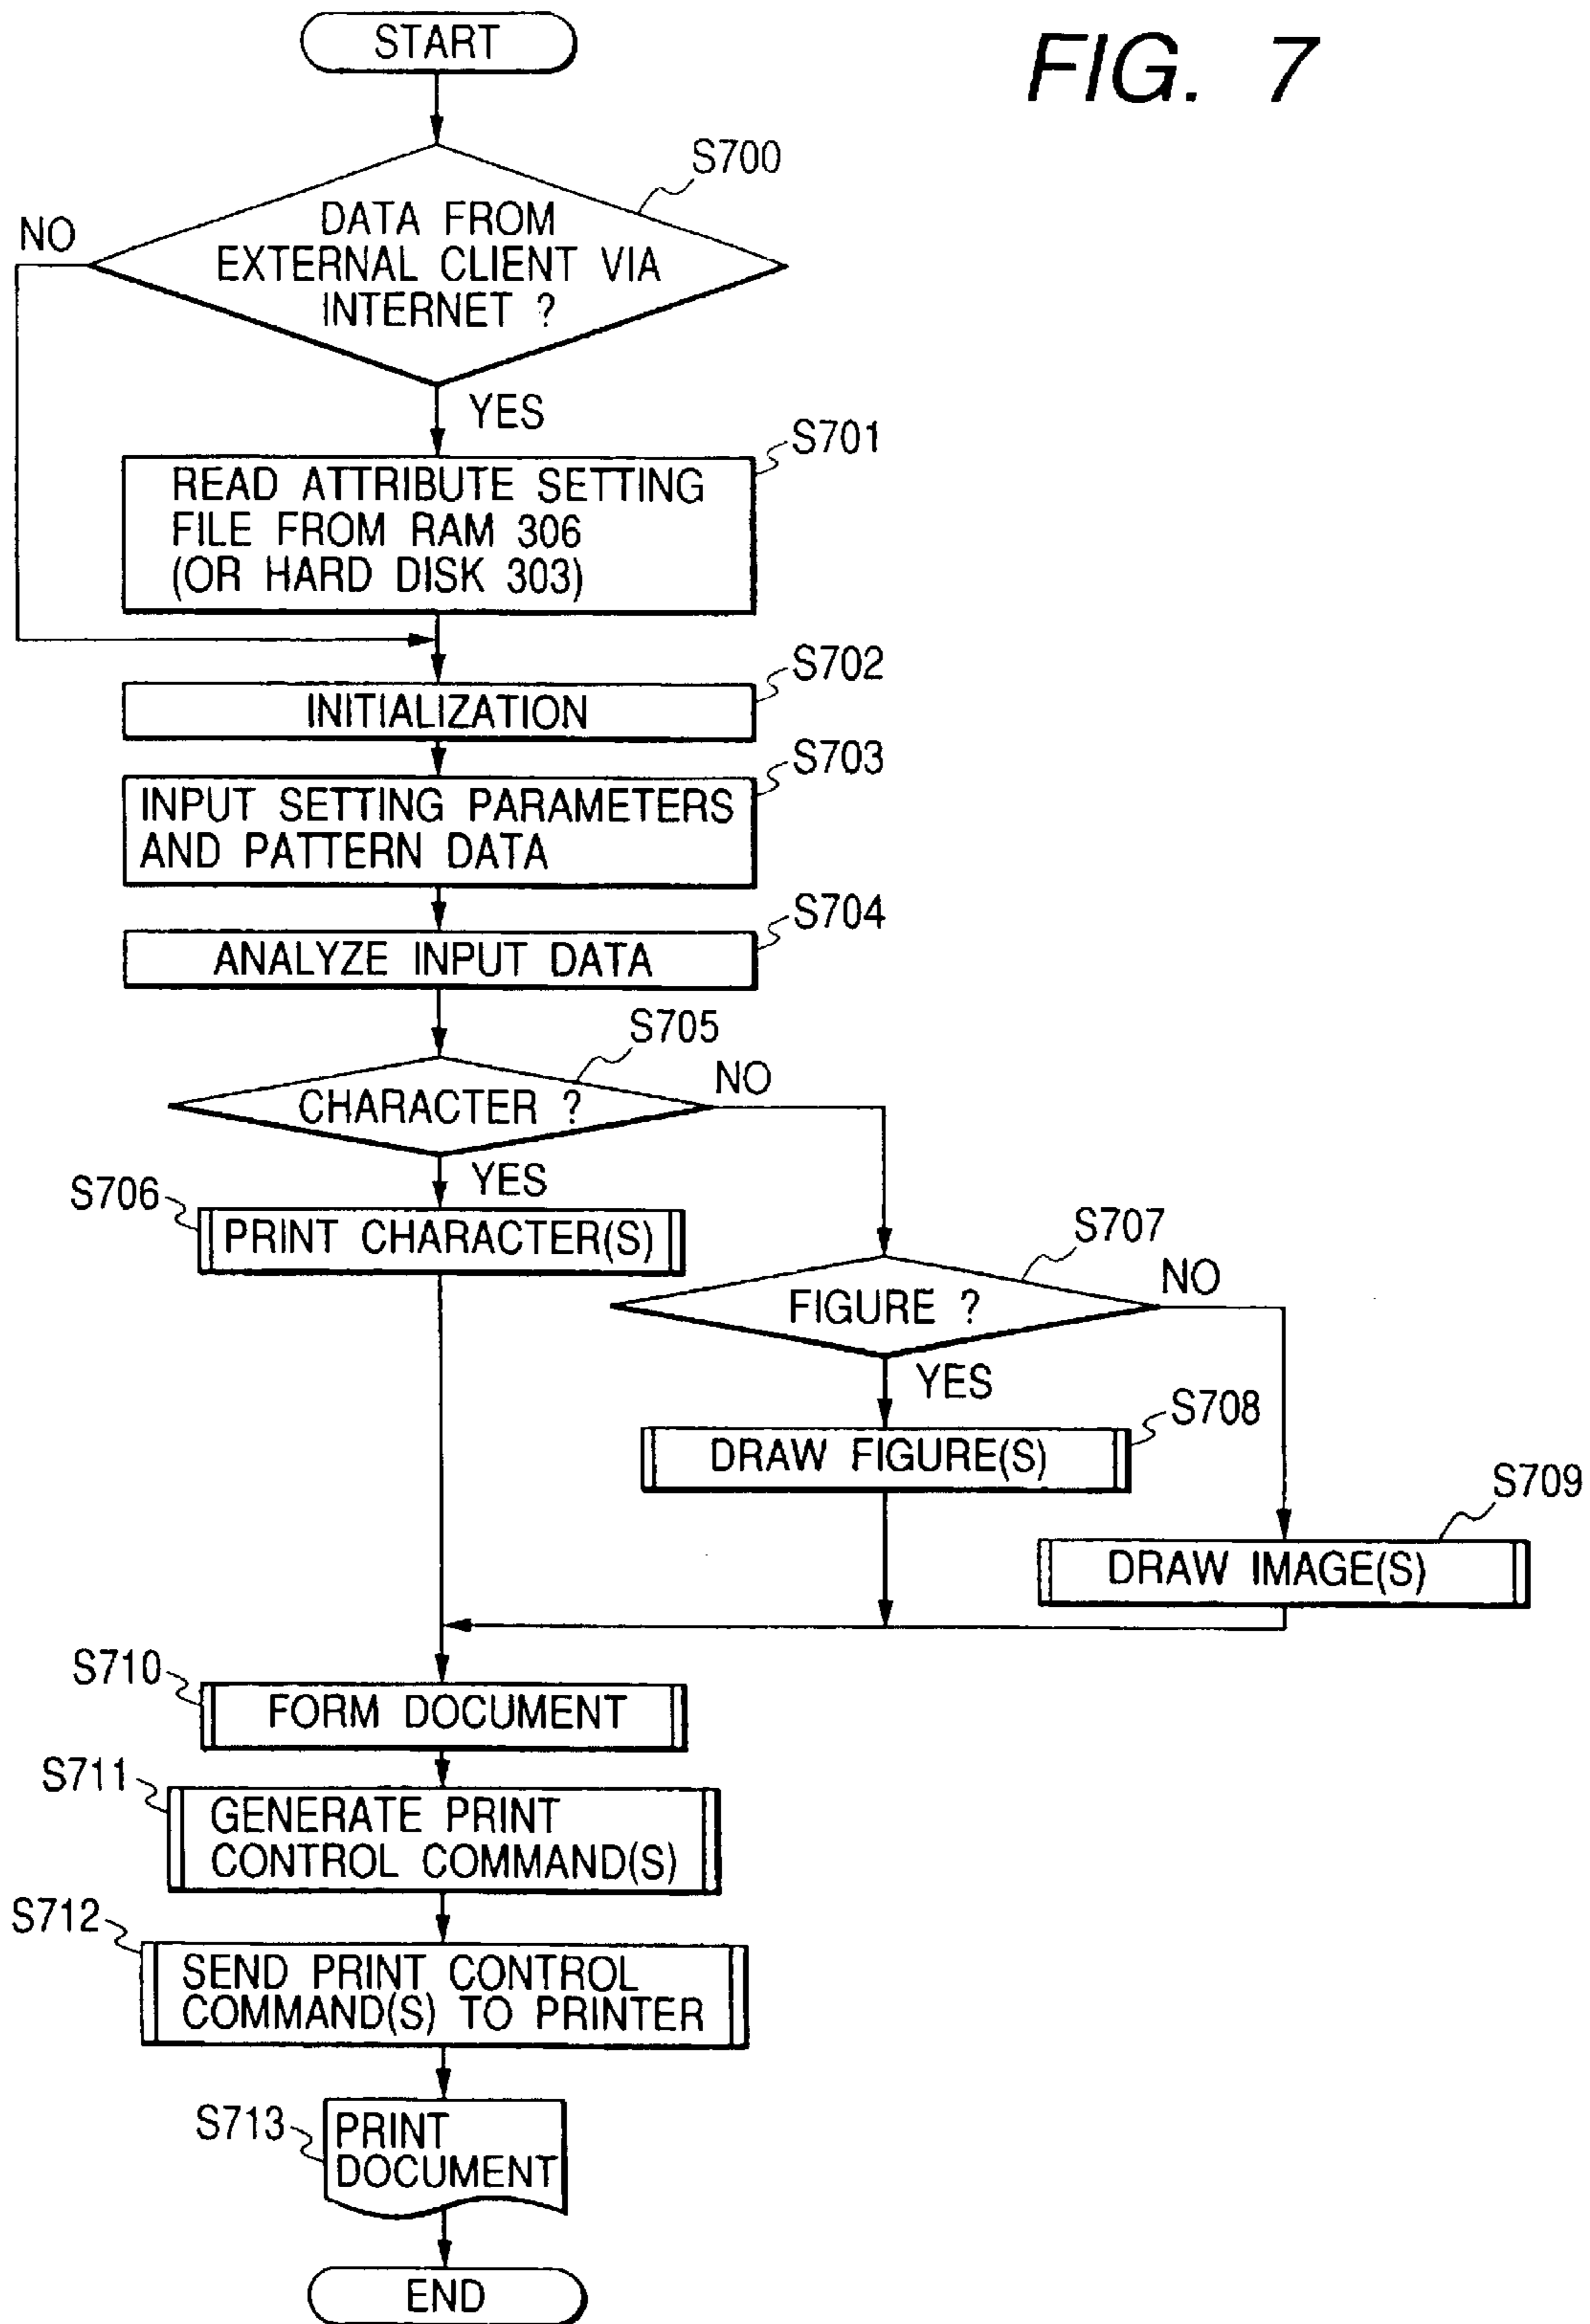 START
FIG. 7
S700
DATA FROM
EXTERNAL CLIENT VIA
INTERNET ?
NO
YES
S701
READ ATTRIBUTE SETTING
FILE FROM RAM 306
(OR HARD DISK 303)
S702
INITIALIZATION
S703
INPUT SETTING PARAMETERS
AND PATTERN DATA
S704
ANALYZE INPUT DATA
S705
CHARACTER ?
NO
YES
S706
PRINT CHARACTER(S)
S707
FIGURE ?
NO
YES
S708
DRAW FIGURE(S)
S709
DRAW IMAGE(S)
S710
FORM DOCUMENT
S711
GENERATE PRINT
CONTROL COMMAND(S)
S712
SEND PRINT CONTROL
COMMAND(S) TO PRINTER
S713
PRINT
DOCUMENT
END